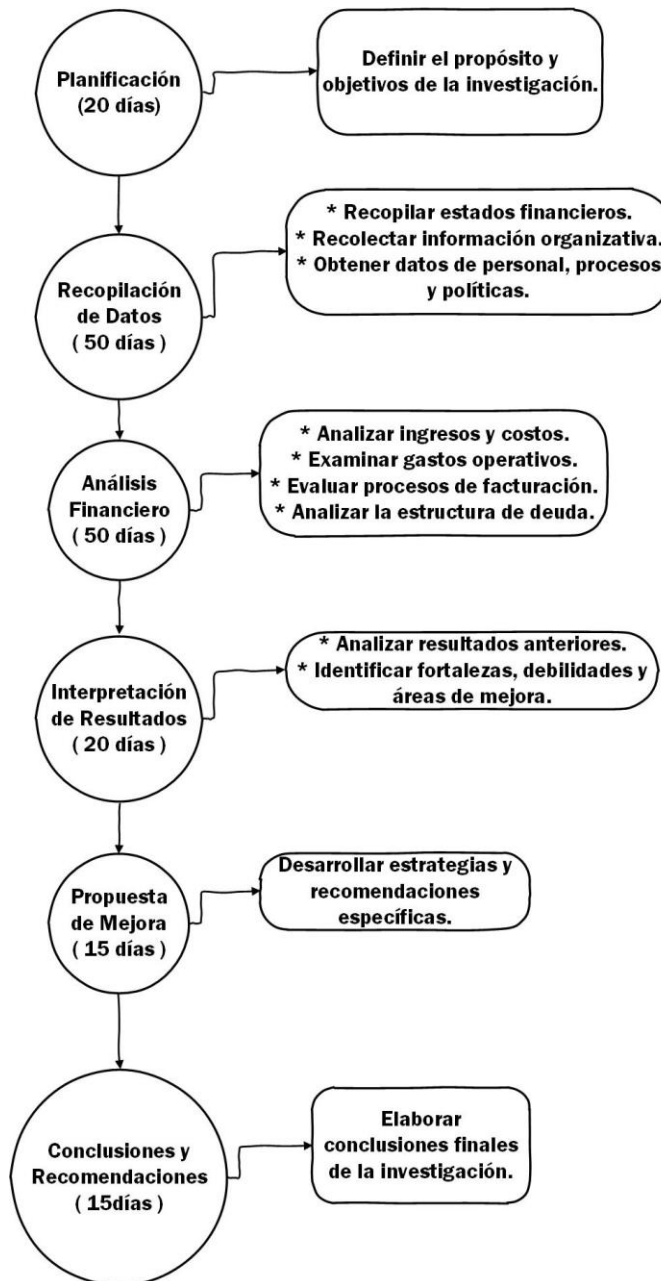 Planificación
(20 días)
Definir el propósito y
objetivos de la investigación.
Recopilación
de Datos
( 50 días )
* Recopilar estados financieros.
* Recolectar información organizativa.
* Obtener datos de personal, procesos
y políticas.
Análisis
Financiero
( 50 días )
* Analizar ingresos y costos.
* Examinar gastos operativos.
* Evaluar procesos de facturación.
* Analizar la estructura de deuda.
Interpretación
de Resultados
( 20 días )
* Analizar resultados anteriores.
* Identificar fortalezas, debilidades y
áreas de mejora.
Propuesta
de Mejora
( 15 días )
Desarrollar estrategias y
recomendaciones
específicas.
Conclusiones y
Recomendaciones
( 15días )
Elaborar
conclusiones finales
de la investigación.